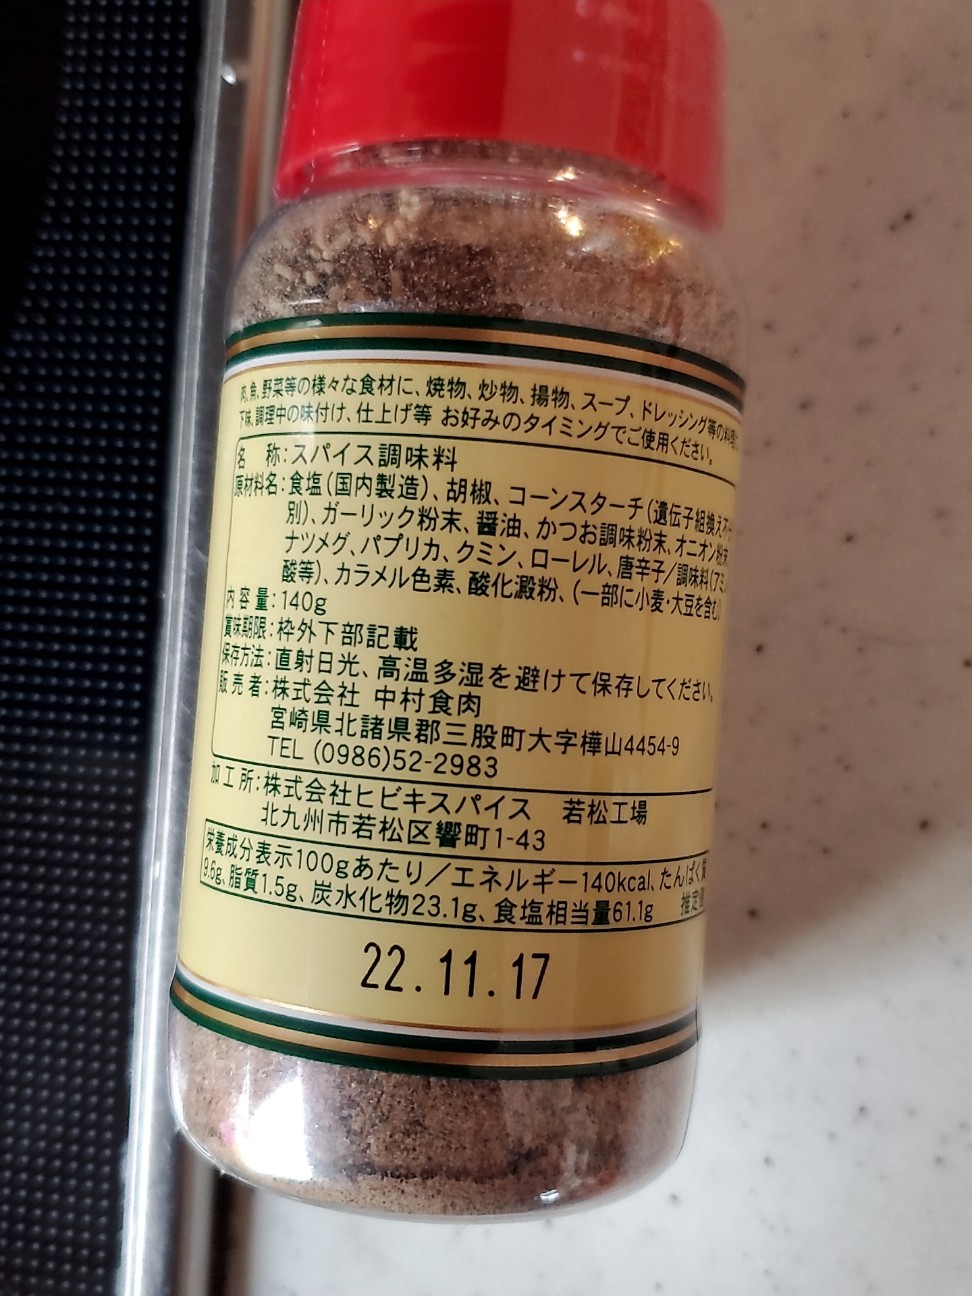 肉、魚、野菜等の様々な食材に、焼物、炒物、揚物、スープ、ドレッシング等の料理
下味、調理中の味付け、仕上げ等 お好みのタイミングでご使用ください。
名 称:スパイス調味料
原材料名:食塩(国内製造)、胡椒、コーンスターチ(遺伝子組換え不
別)、ガーリック粉末、醤油、かつお調味粉末、オニオン粉末
ナツメグ、パプリカ、クミン、ローレル、唐辛子/調味料(アミ
酸等)、カラメル色素、酸化澱粉、(一部に小麦・大豆を含む)
内容量:140g
賞味期限:枠外下部記載
保存方法:直射日光、高温多湿を避けて保存してください。
販売者:株式会社 中村食肉
宮崎県北諸県郡三股町大字樺山4454-9
TEL (0986)52-2983
加工所:株式会社ヒビキスパイス 若松工場
北九州市若松区響町1-43
栄養成分表示100gあたり/エネルギー140kcal、たんぱく質
9.6g、脂質1.5g、炭水化物23.1g、食塩相当量61.1g 推定値
22.11.17